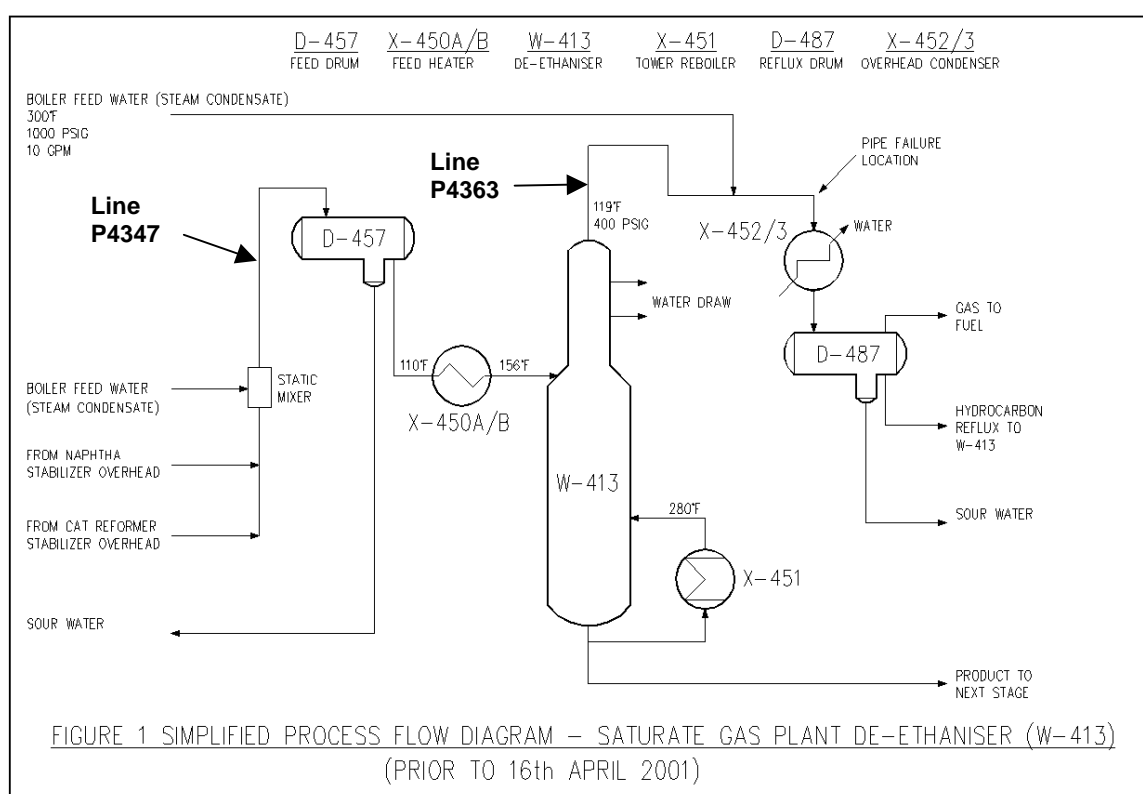 D-457 X-450A/B W-413 X-451 D-487 X-452/3
FEED DRUM FEED HEATER DE-ETHANISER TOWER REBOILER REFLUX DRUM OVERHEAD CONDENSER
BOILER FEED WATER (STEAM CONDENSATE)
300°F
1000 PSIG
10 GPM
Line
P4347
Line
P4363
PIPE FAILURE
LOCATION
119°F
400 PSIG
X-452/3
WATER
D-457
WATER DRAW
GAS TO
FUEL
D-487
110°F
156°F
X-450A/B
BOILER FEED WATER
(STEAM CONDENSATE)
STATIC
MIXER
HYDROCARBON
REFLUX TO
W-413
FROM NAPHTHA
STABILIZER OVERHEAD
W-413
280°F
SOUR WATER
FROM CAT REFORMER
STABILIZER OVERHEAD
X-451
SOUR WATER
PRODUCT TO
NEXT STAGE
FIGURE 1 SIMPLIFIED PROCESS FLOW DIAGRAM – SATURATE GAS PLANT DE-ETHANISER (W-413)
(PRIOR TO 16th APRIL 2001)